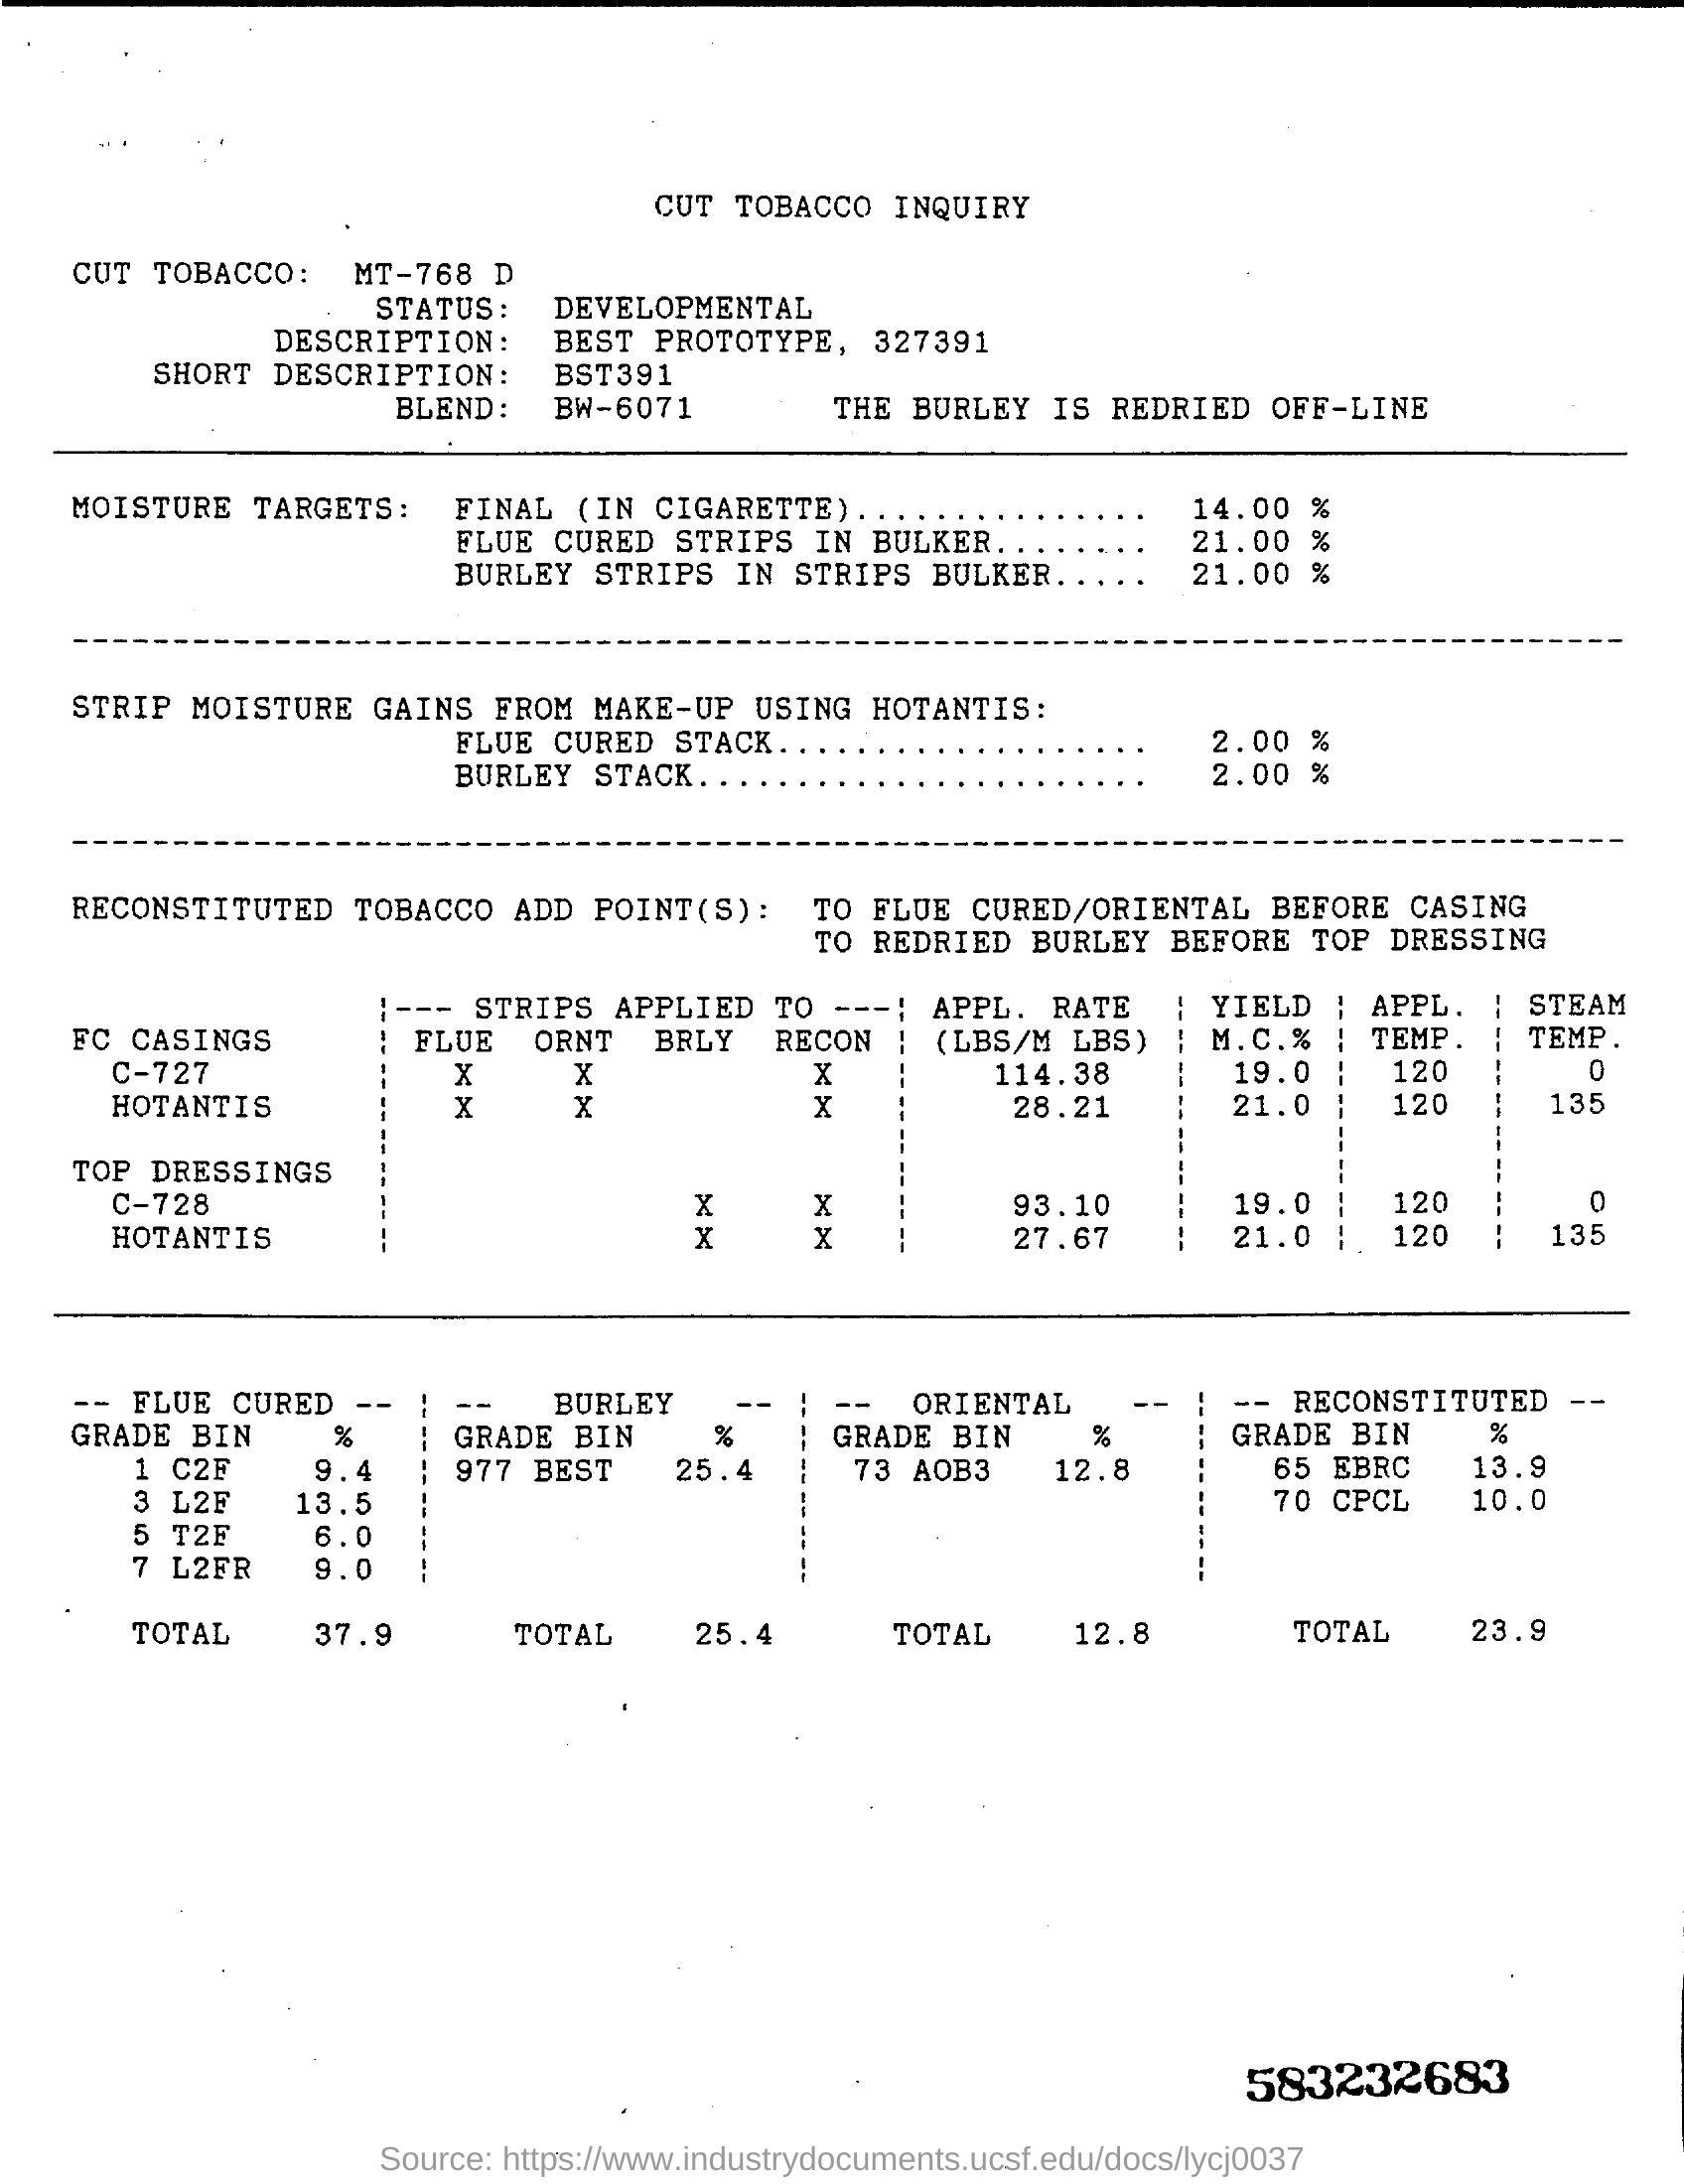 CUT TOBACCO INQUIRY
CUT TOBACCO: MT-768 D
STATUS: DEVELOPMENTAL
DESCRIPTION: BEST PROTOTYPE, 327391
SHORT DESCRIPTION: BST391
BLEND: BW-6071 THE BURLEY IS REDRIED OFF-LINE
MOISTURE TARGETS: FINAL (IN CIGARETTE)............... 14.00 %
FLUE CURED STRIPS IN BULKER........ 21.00 %
BURLEY STRIPS IN STRIPS BULKER..... 21.00 %
STRIP MOISTURE GAINS FROM MAKE-UP USING HOTANTIS:
FLUE CURED STACK................... 2.00 %
BURLEY STACK....................... 2.00 %
RECONSTITUTED TOBACCO ADD POINT(S): TO FLUE CURED/ORIENTAL BEFORE CASING
TO REDRIED BURLEY BEFORE TOP DRESSING
¦--- STRIPS APPLIED TO ---¦ APPL. RATE ¦ YIELD ¦ APPL. ¦ STEAM
FC CASINGS ¦ FLUE ORNT BRLY RECON ¦ (LBS/M LBS) ¦ M.C.% ¦ TEMP. ¦ TEMP.
C-727 ¦ X X X ¦ 114.38 ¦ 19.0 ¦ 120 ¦ 0
HOTANTIS ¦ X X X ¦ 28.21 ¦ 21.0 ¦ 120 ¦ 135
TOP DRESSINGS
C-728 ¦ X X ¦ 93.10 ¦ 19.0 ¦ 120 ¦ 0
HOTANTIS ¦ X X ¦ 27.67 ¦ 21.0 ¦ 120 ¦ 135
-- FLUE CURED -- ¦ -- BURLEY -- ¦ -- ORIENTAL -- ¦ -- RECONSTITUTED --
GRADE BIN % ¦ GRADE BIN % ¦ GRADE BIN % ¦ GRADE BIN %
1 C2F 9.4 ¦ 977 BEST 25.4 ¦ 73 AOB3 12.8 ¦ 65 EBRC 13.9
3 L2F 13.5 ¦ ¦ ¦ 70 CPCL 10.0
5 T2F 6.0 ¦ ¦ ¦
7 L2FR 9.0 ¦ ¦ ¦
TOTAL 37.9 TOTAL 25.4 TOTAL 12.8 TOTAL 23.9
583232683
Source: https://www.industrydocuments.ucsf.edu/docs/lycj0037